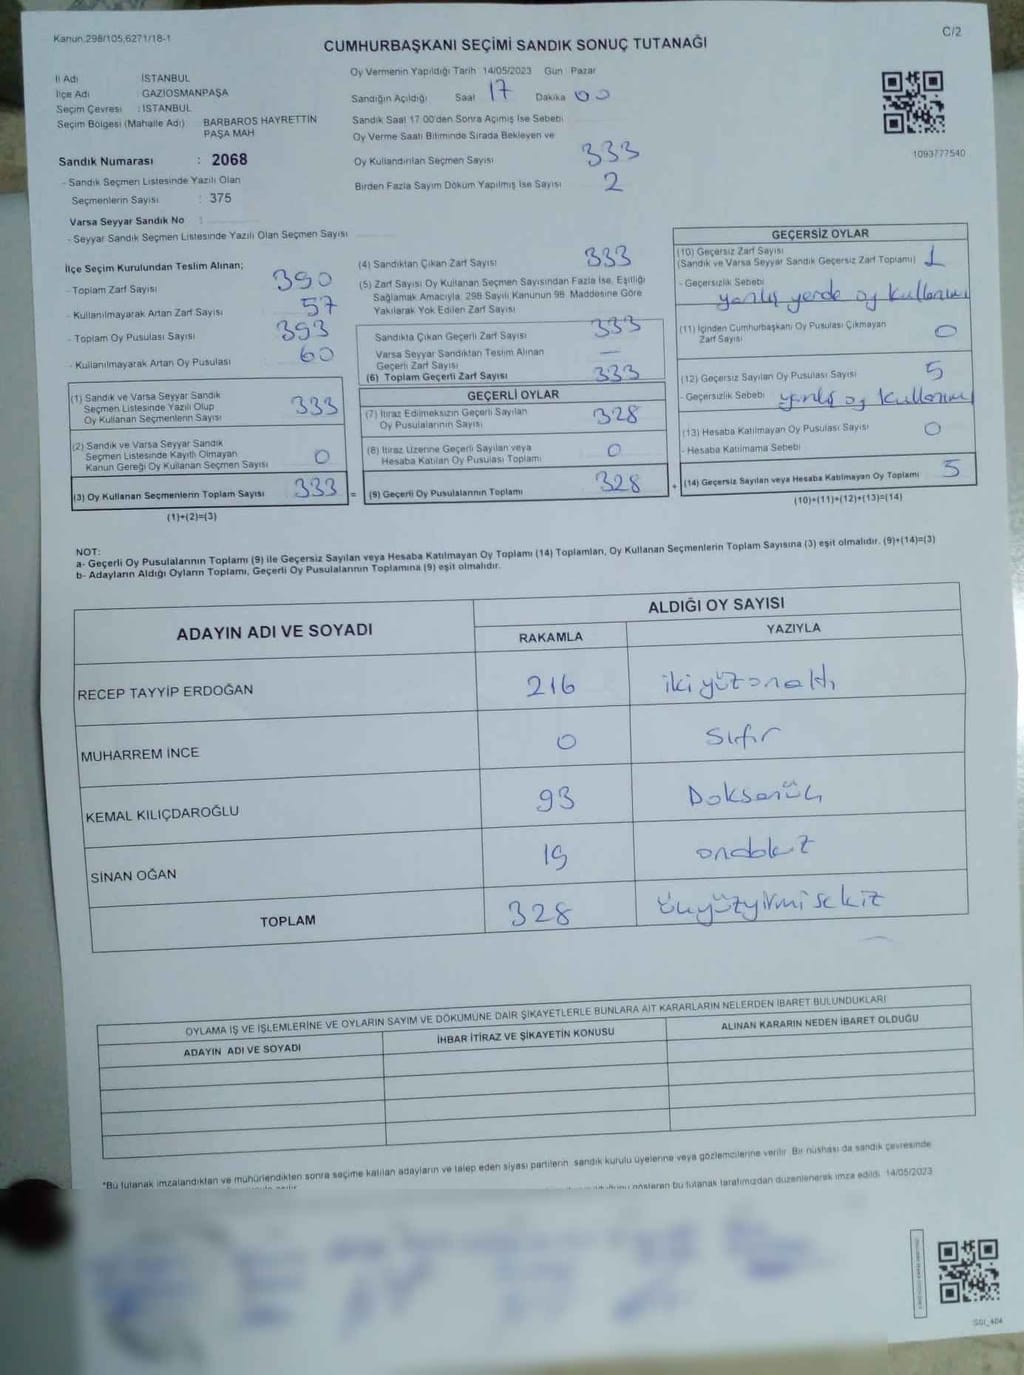 Kanun.298/105,6271/18-1
C/2
CUMHURBAŞKANI SEÇİMİ SANDIK SONUÇ TUTANAĞI
İl Adı : İSTANBUL
İlçe Adı : GAZİOSMANPAŞA
Seçim Çevresi : İSTANBUL
Seçim Bölgesi (Mahalle Adı) : BARBAROS HAYRETTİN PAŞA MAH
Sandık Numarası : 2068
- Sandık Seçmen Listesinde Yazılı Olan
Seçmenlerin Sayısı : 375
Varsa Seyyar Sandık No :
- Seyyar Sandık Seçmen Listesinde Yazılı Olan Seçmen Sayısı
Oy Vermenin Yapıldığı Tarih 14/05/2023 Gün Pazar
Sandığın Açıldığı Saat 17 Dakika 00
Sandık Saat 17.00'den Sonra Açımış İse Sebebi
Oy Verme Saati Bitiminde Sırada Bekleyen ve
Oy Kullandırılan Seçmen Sayısı 333
Birden Fazla Sayım Döküm Yapılmış İse Sayısı 2
1093777540
İlçe Seçim Kurulundan Teslim Alınan;
- Toplam Zarf Sayısı 390
- Kullanılmayarak Artan Zarf Sayısı 57
- Toplam Oy Pusulası Sayısı 393
- Kullanılmayarak Artan Oy Pusulası 60
(1) Sandık ve Varsa Seyyar Sandık
Seçmen Listesinde Yazılı Olup
Oy Kullanan Seçmenlerin Sayısı 333
(2) Sandık ve Varsa Seyyar Sandık
Seçmen Listesinde Kayıtlı Olmayan
Kanun Gereği Oy Kullanan Seçmen Sayısı 0
(3) Oy Kullanan Seçmenlerin Toplam Sayısı 333 =
(1)+(2)=(3)
(4) Sandıktan Çıkan Zarf Sayısı 333
(5) Zarf Sayısı Oy Kullanan Seçmen Sayısından Fazla İse, Eşitliği
Sağlamak Amacıyla, 298 Sayılı Kanunun 98. Maddesine Göre
Yakılarak Yok Edilen Zarf Sayısı
Sandıkta Çıkan Geçerli Zarf Sayısı 333
Varsa Seyyar Sandıktan Teslim Alınan
Geçerli Zarf Sayısı —
(6) Toplam Geçerli Zarf Sayısı 333
GEÇERLİ OYLAR
(7) İtiraz Edilmeksizin Geçerli Sayılan
Oy Pusulalarının Sayısı 328
(8) İtiraz Üzerine Geçerli Sayılan veya
Hesaba Katılan Oy Pusulası Toplamı 0
(9) Geçerli Oy Pusulalarının Toplamı 328 +
GEÇERSİZ OYLAR
(10) Geçersiz Zarf Sayısı
(Sandık ve Varsa Seyyar Sandık Geçersiz Zarf Toplamı) 1
- Geçersizlik Sebebi
yanlış yerde oy kullanımı
(11) İçinden Cumhurbaşkanı Oy Pusulası Çıkmayan
Zarf Sayısı 0
(12) Geçersiz Sayılan Oy Pusulası Sayısı 5
- Geçersizlik Sebebi yanlış oy kullanımı
(13) Hesaba Katılmayan Oy Pusulası Sayısı 0
- Hesaba Katılmama Sebebi
(14) Geçersiz Sayılan veya Hesaba Katılmayan Oy Toplamı 5
(10)+(11)+(12)+(13)=(14)
NOT:
a- Geçerli Oy Pusulalarının Toplamı (9) ile Geçersiz Sayılan veya Hesaba Katılmayan Oy Toplamı (14) Toplamları, Oy Kullanan Seçmenlerin Toplam Sayısına (3) eşit olmalıdır. (9)+(14)=(3)
b- Adayların Aldığı Oyların Toplamı, Geçerli Oy Pusulalarının Toplamına (9) eşit olmalıdır.
ADAYIN ADI VE SOYADI
ALDIĞI OY SAYISI
RAKAMLA YAZIYLA
RECEP TAYYİP ERDOĞAN 216 ikiyüzonaltı
MUHARREM İNCE 0 Sıfır
KEMAL KILIÇDAROĞLU 93 Doksanüç
SİNAN OĞAN 19 ondokuz
TOPLAM 328 üçyüzyirmisekiz
OYLAMA İŞ VE İŞLEMLERİNE VE OYLARIN SAYIM VE DÖKÜMÜNE DAİR ŞİKAYETLERLE BUNLARA AİT KARARLARIN NELERDEN İBARET BULUNDUKLARI
ADAYIN ADI VE SOYADI İHBAR İTİRAZ VE ŞİKAYETİN KONUSU ALINAN KARARIN NEDEN İBARET OLDUĞU
*Bu tutanak imzalandıktan ve mühürlendikten sonra seçime katılan adayların ve talep eden siyasi partilerin sandık kurulu üyelerine veya gözlemcilerine verilir. Bir nüshası da sandık çevresinde
gösteren bu tutanak tarafımızdan düzenlenerek imza edildi. 14/05/2023